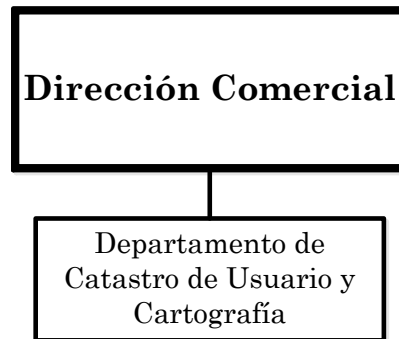 Dirección Comercial
Departamento de
Catastro de Usuario y
Cartografía